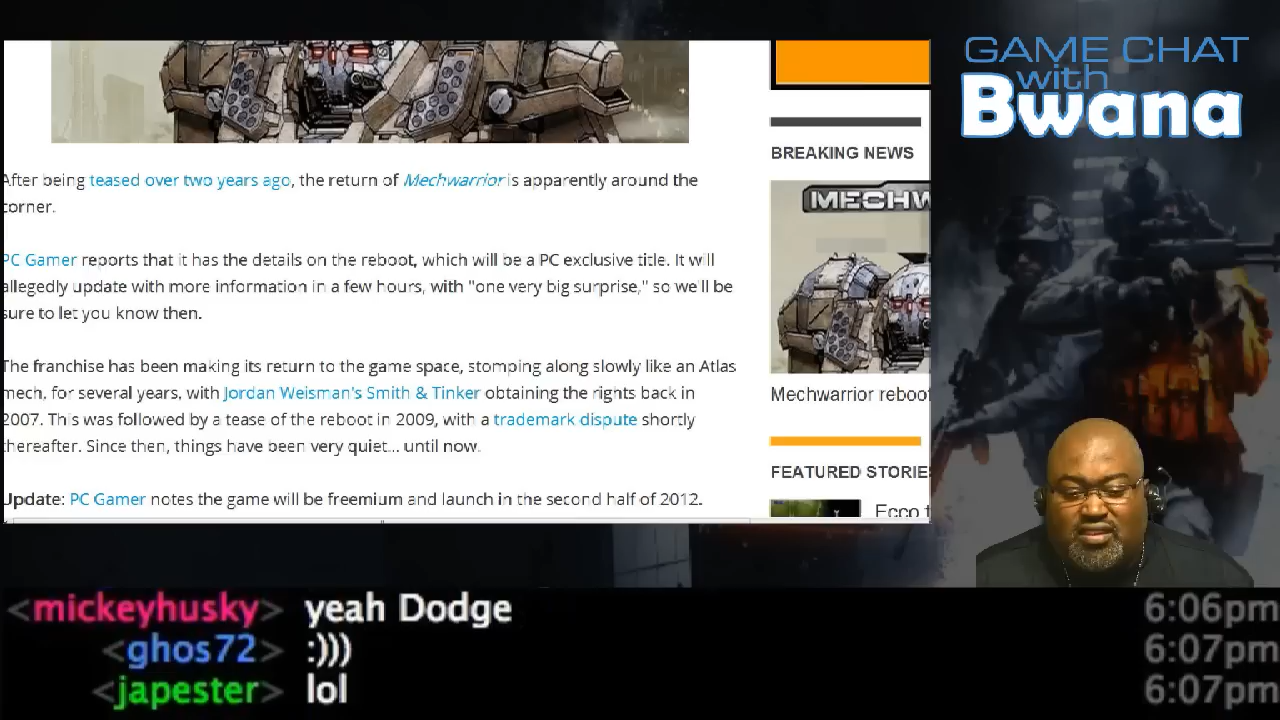 GAME CHAT
with
Bwana
After being teased over two years ago, the return of Mechwarrior is apparently around the
corner.
PC Gamer reports that it has the details on the reboot, which will be a PC exclusive title. It will
allegedly update with more information in a few hours, with "one very big surprise," so we'll be
sure to let you know then.
The franchise has been making its return to the game space, stomping along slowly like an Atlas
mech, for several years, with Jordan Weisman's Smith & Tinker obtaining the rights back in
2007. This was followed by a tease of the reboot in 2009, with a trademark dispute shortly
thereafter. Since then, things have been very quiet... until now.
Update: PC Gamer notes the game will be freemium and launch in the second half of 2012.
BREAKING NEWS
MECHW
Mechwarrior reboot
FEATURED STORIES
Ecco t
<mickeyhusky> yeah Dodge 6:06pm
<ghos72> :))) 6:07pm
<japester> lol 6:07pm